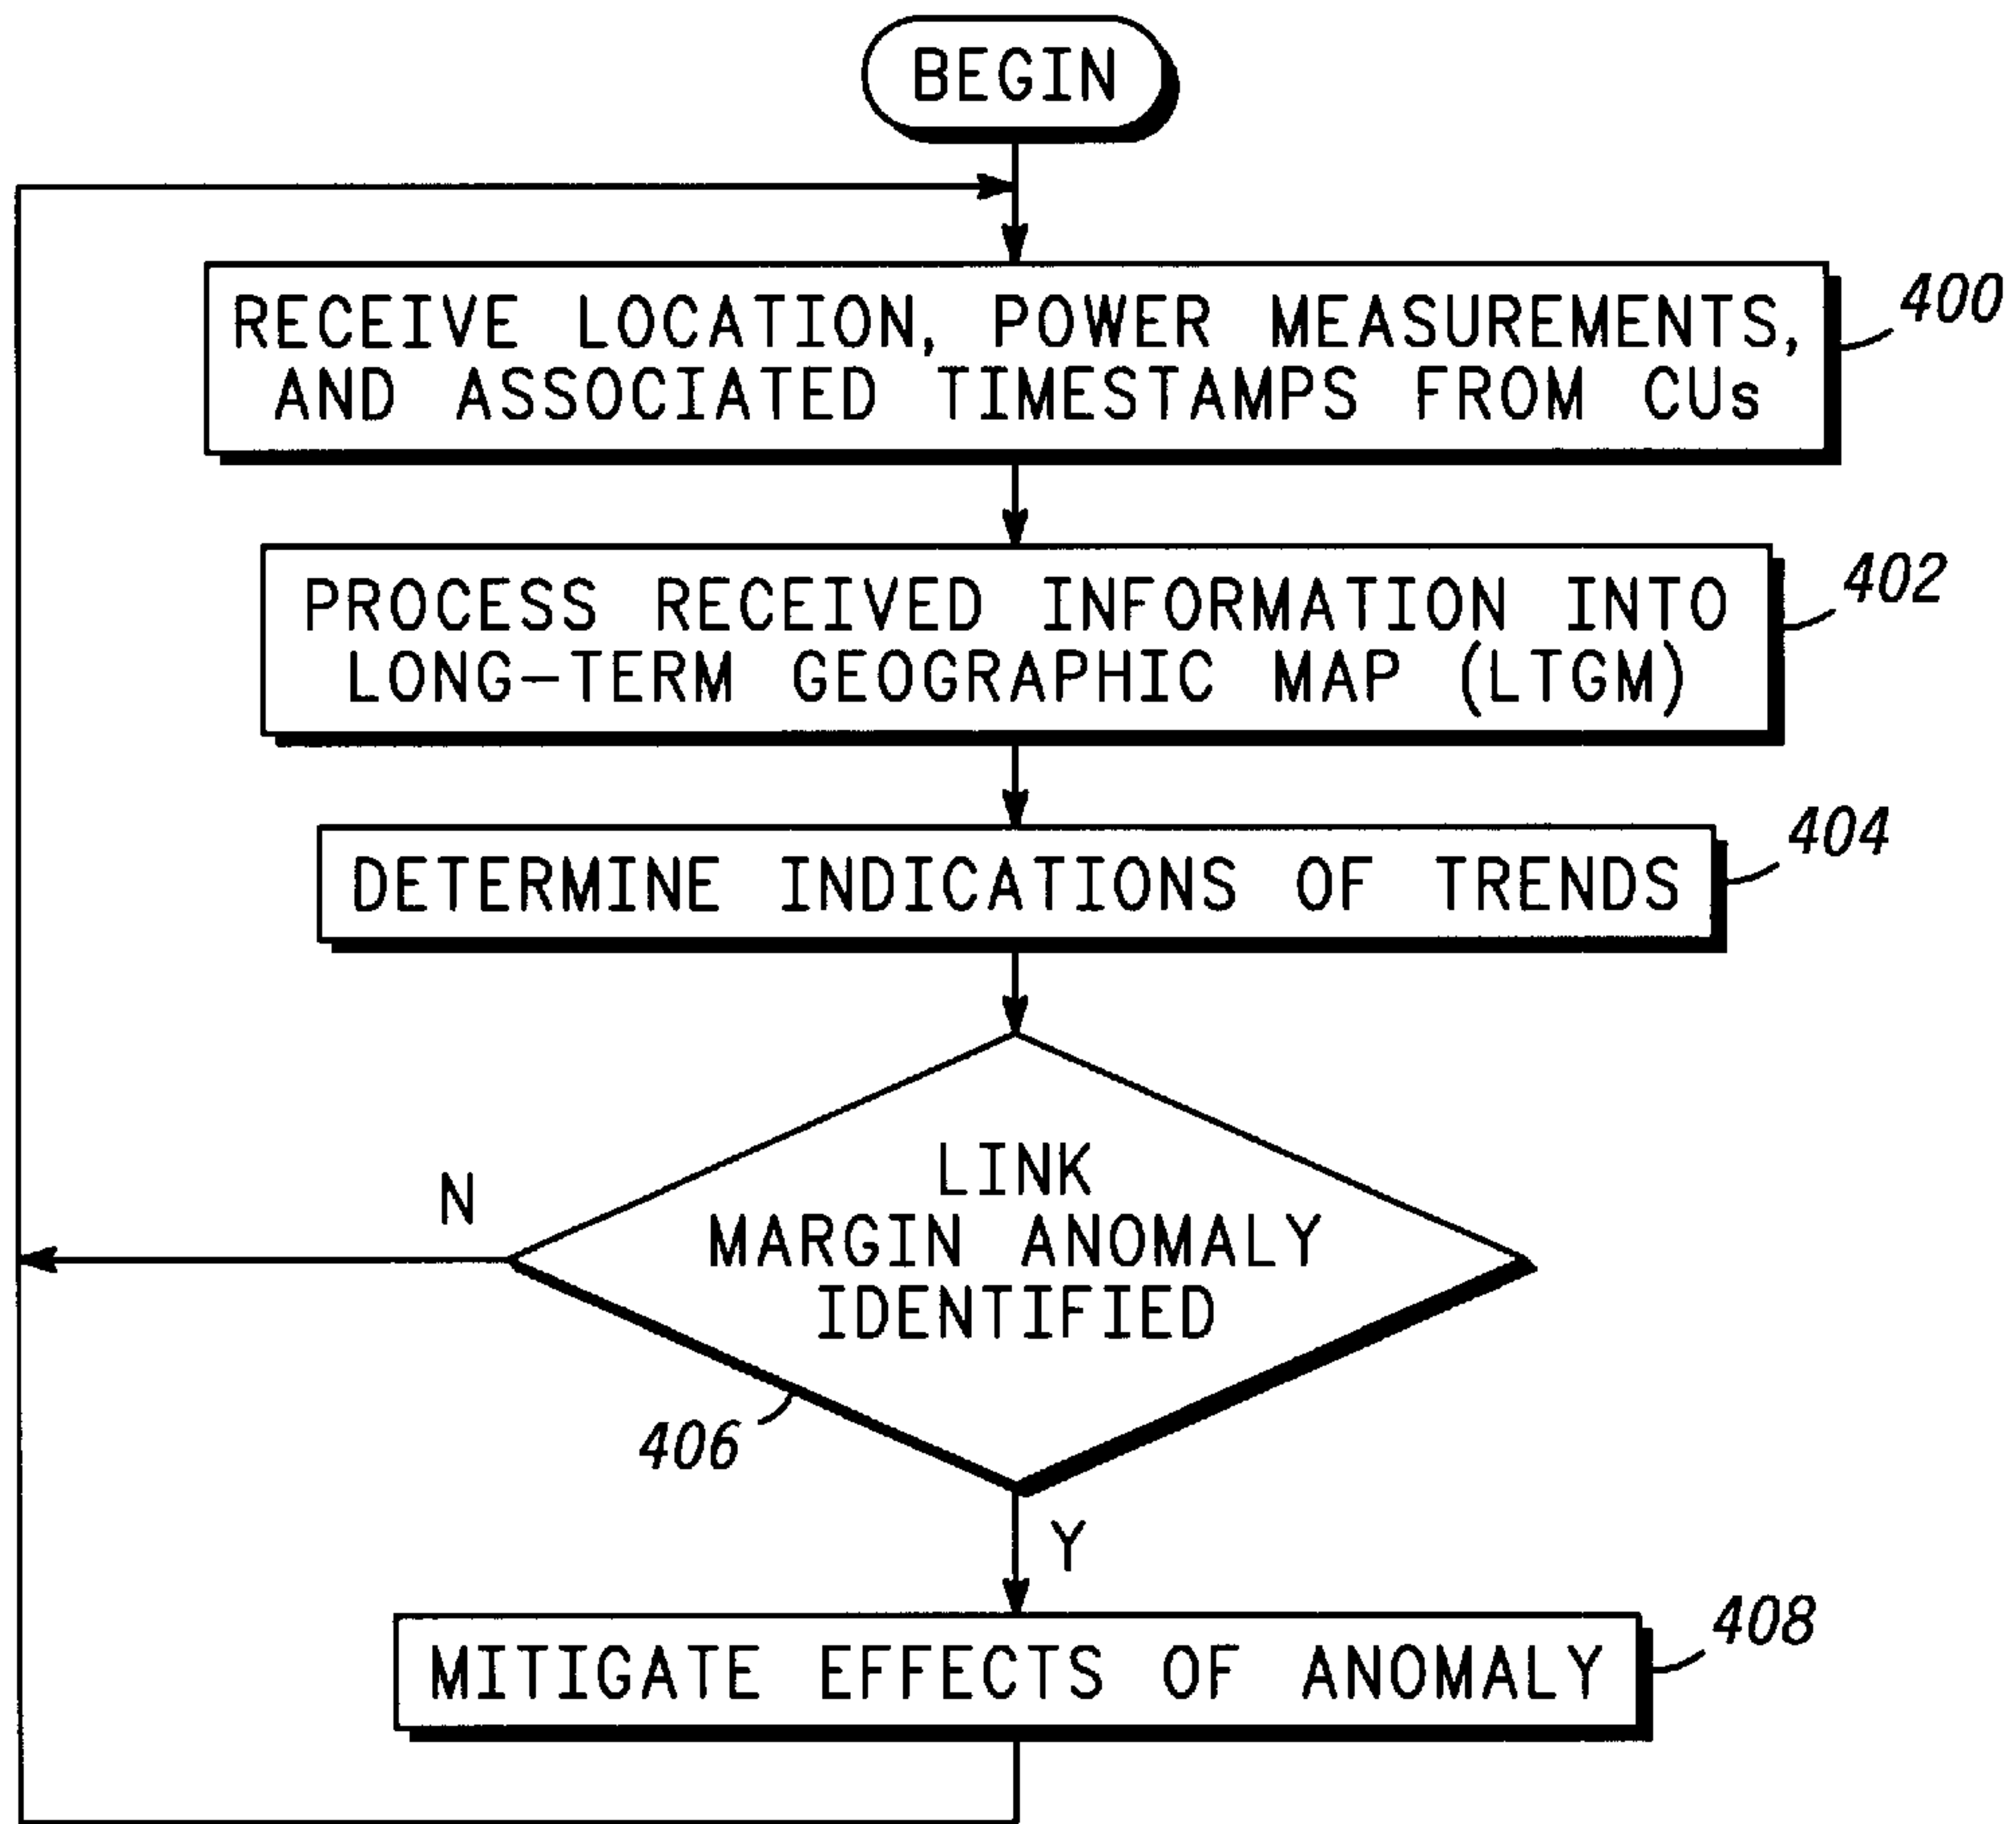 BEGIN
RECEIVE LOCATION, POWER MEASUREMENTS,
AND ASSOCIATED TIMESTAMPS FROM CUs
400
PROCESS RECEIVED INFORMATION INTO
LONG-TERM GEOGRAPHIC MAP (LTGM)
402
DETERMINE INDICATIONS OF TRENDS
404
LINK
MARGIN ANOMALY
IDENTIFIED
N
406
Y
MITIGATE EFFECTS OF ANOMALY
408